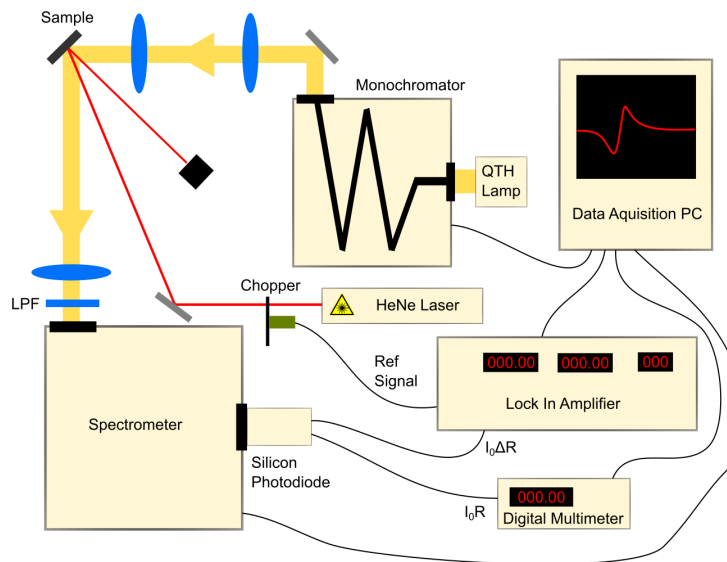 Sample
Monochromator
QTH
Lamp
Data Aquisition PC
LPF
Chopper
HeNe Laser
Ref
Signal
000.00
000.00
000
Lock In Amplifier
Spectrometer
Silicon
Photodiode
I₀ΔR
I₀R
000.00
Digital Multimeter